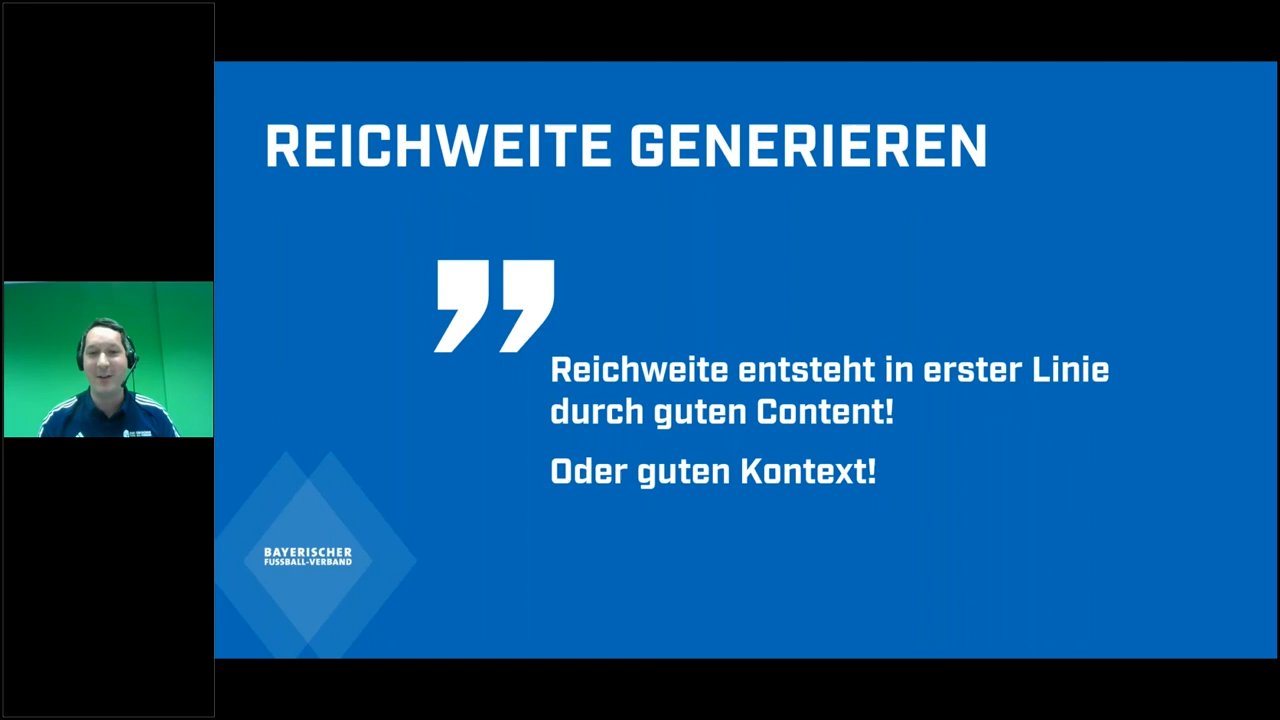 REICHWEITE GENERIEREN
”
Reichweite entsteht in erster Linie
durch guten Content!
Oder guten Kontext!
BAYERISCHER
FUSSBALL-VERBAND